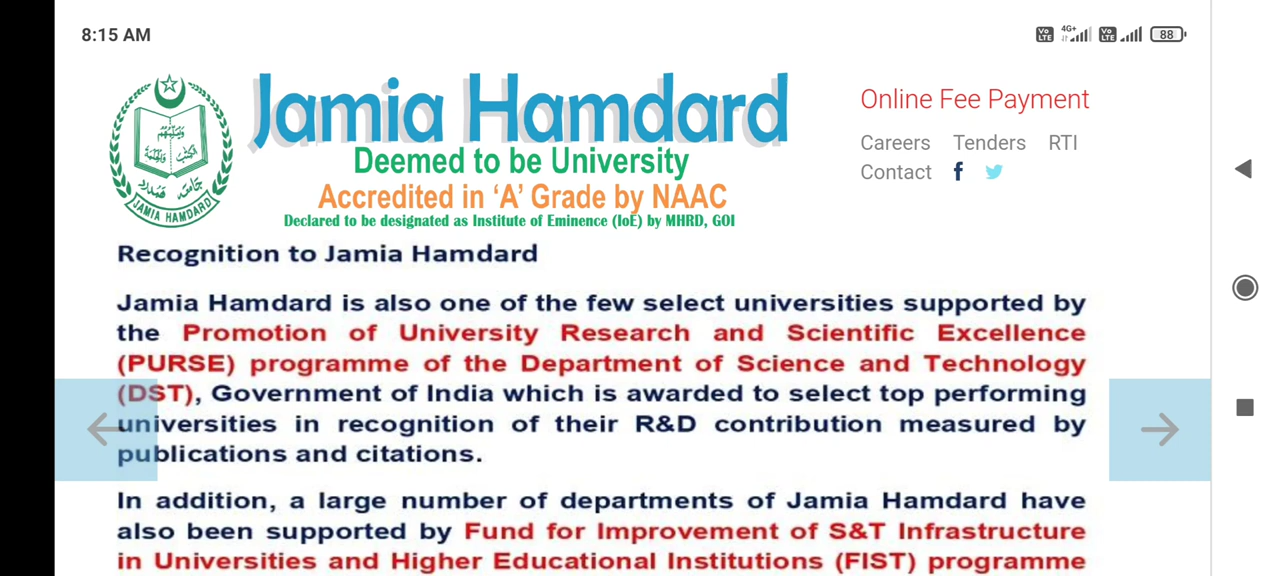 8:15 AM
4G+
88
Jamia Hamdard
Deemed to be University
Accredited in ‘A’ Grade by NAAC
Declared to be designated as Institute of Eminence (IoE) by MHRD, GOI
JAMIA HAMDARD
Online Fee Payment
Careers Tenders RTI
Contact
Recognition to Jamia Hamdard
Jamia Hamdard is also one of the few select universities supported by
the Promotion of University Research and Scientific Excellence
(PURSE) programme of the Department of Science and Technology
(DST), Government of India which is awarded to select top performing
universities in recognition of their R&D contribution measured by
publications and citations.
In addition, a large number of departments of Jamia Hamdard have
also been supported by Fund for Improvement of S&T Infrastructure
in Universities and Higher Educational Institutions (FIST) programme